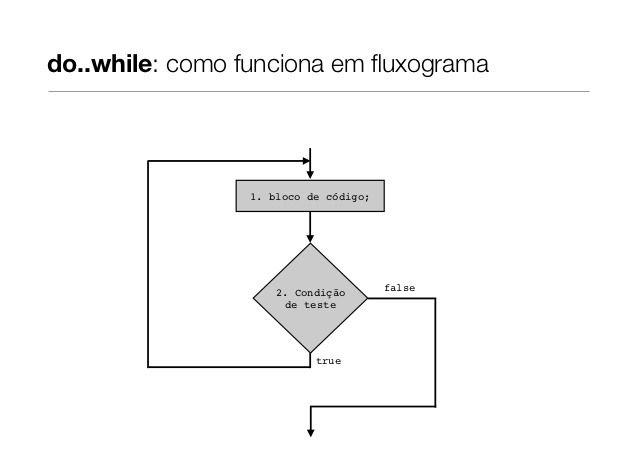 do..while: como funciona em fluxograma
1. bloco de código;
2. Condição
de teste
false
true